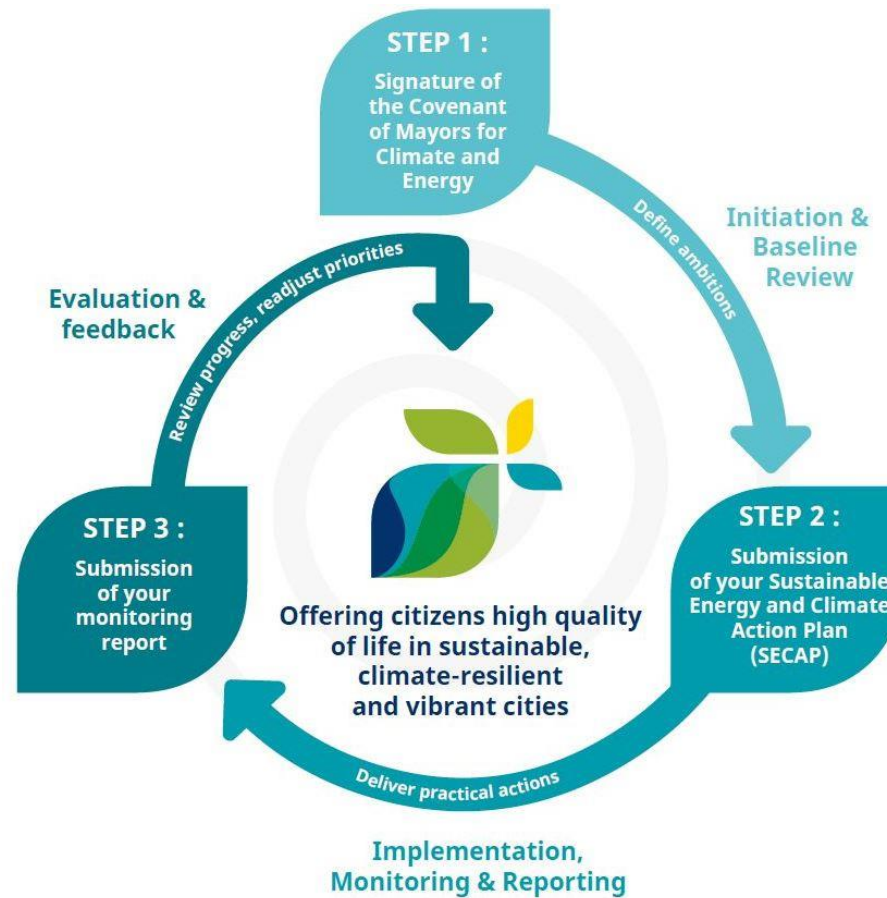 STEP 1 :
Signature of
the Covenant
of Mayors for
Climate and
Energy
Define ambitions
Initiation &
Baseline
Review
STEP 2 :
Submission
of your Sustainable
Energy and Climate
Action Plan
(SECAP)
Deliver practical actions
Implementation,
Monitoring & Reporting
STEP 3 :
Submission
of your
monitoring
report
Review progress, readjust priorities
Evaluation &
feedback
Offering citizens high quality
of life in sustainable,
climate-resilient
and vibrant cities